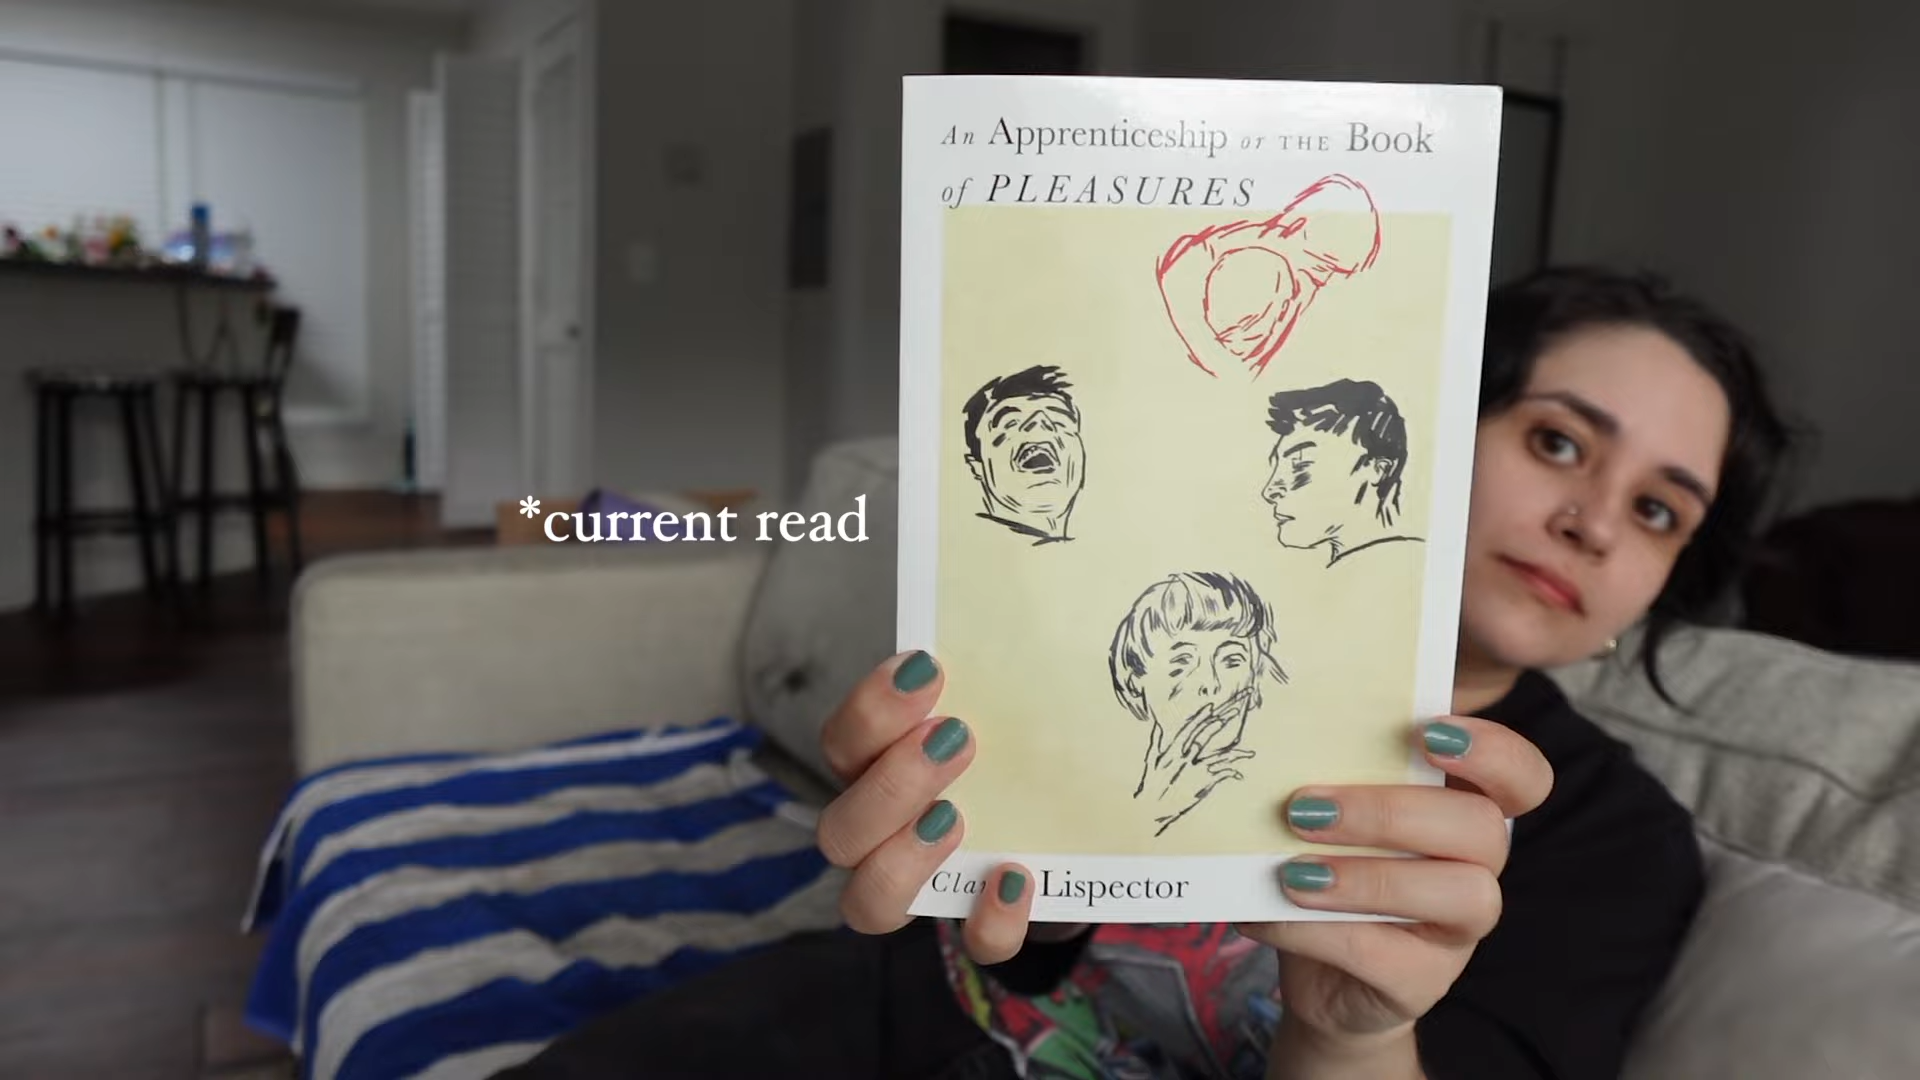 An Apprenticeship or THE Book
of PLEASURES
*current read
Lispector